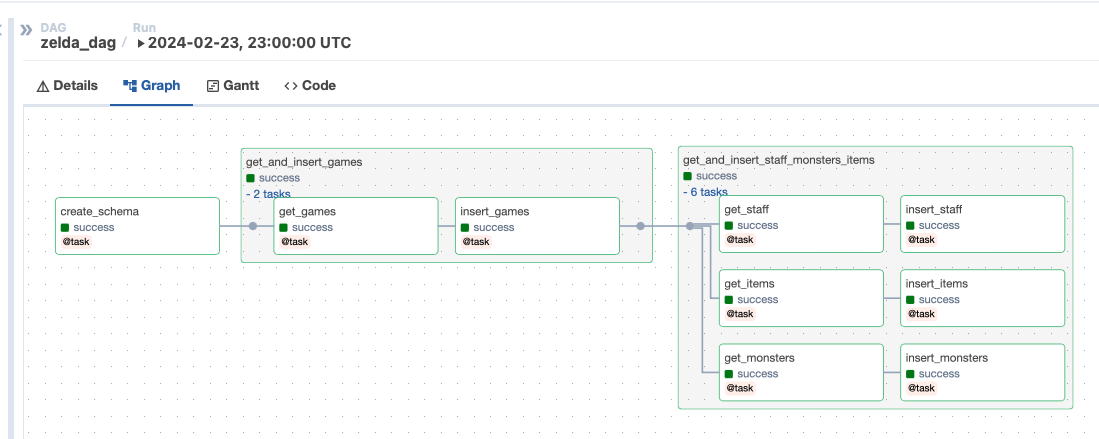 DAG
Run
zelda_dag / 2024-02-23, 23:00:00 UTC
Details
Graph
Gantt
Code
get_and_insert_games
success
- 2 tasks
create_schema
success
@task
get_games
success
@task
insert_games
success
@task
get_and_insert_staff_monsters_items
success
- 6 tasks
get_staff
success
@task
insert_staff
success
@task
get_items
success
@task
insert_items
success
@task
get_monsters
success
@task
insert_monsters
success
@task